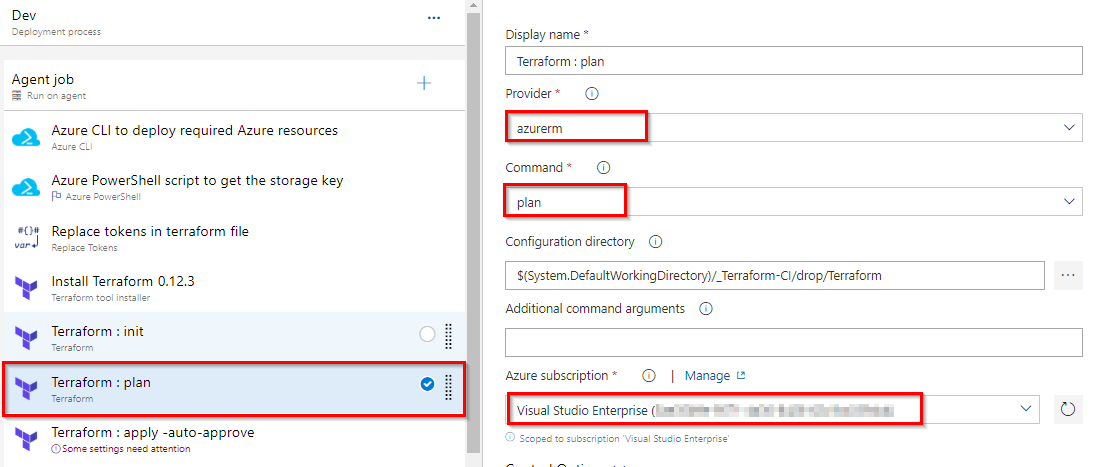 Dev
Deployment process
Agent job
Run on agent
Azure CLI to deploy required Azure resources
Azure CLI
Azure PowerShell script to get the storage key
Azure PowerShell
#{}#
var
Replace tokens in terraform file
Replace Tokens
Install Terraform 0.12.3
Terraform tool installer
Terraform : init
Terraform
Terraform : plan
Terraform
Terraform : apply -auto-approve
Some settings need attention
Display name *
Terraform : plan
Provider *
azurerm
Command *
plan
Configuration directory
$(System.DefaultWorkingDirectory)/_Terraform-CI/drop/Terraform
Additional command arguments
Azure subscription * | Manage
Visual Studio Enterprise (
Scoped to subscription 'Visual Studio Enterprise'